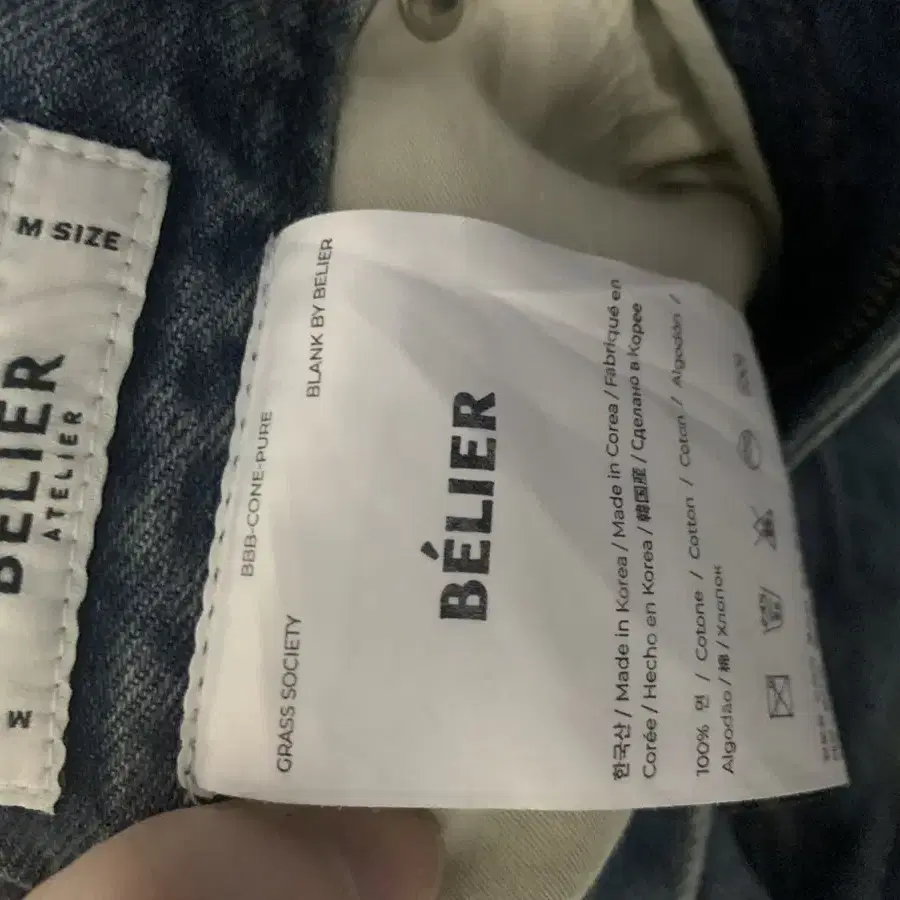 M SIZE
BÉLIER
ATELIER
M
BBB-CONE-PURE
GRASS SOCIETY
BLANK BY BELIER
BÉLIER
한국산 / Made in Korea / Made in Corea / Fabriqué en
Corée / Hecho en Korea / 韓国産 / Сделано в Корее
100% 면 / Cotone / Cotton / Coton / Algodón /
Algodão / 棉 / Хлопок